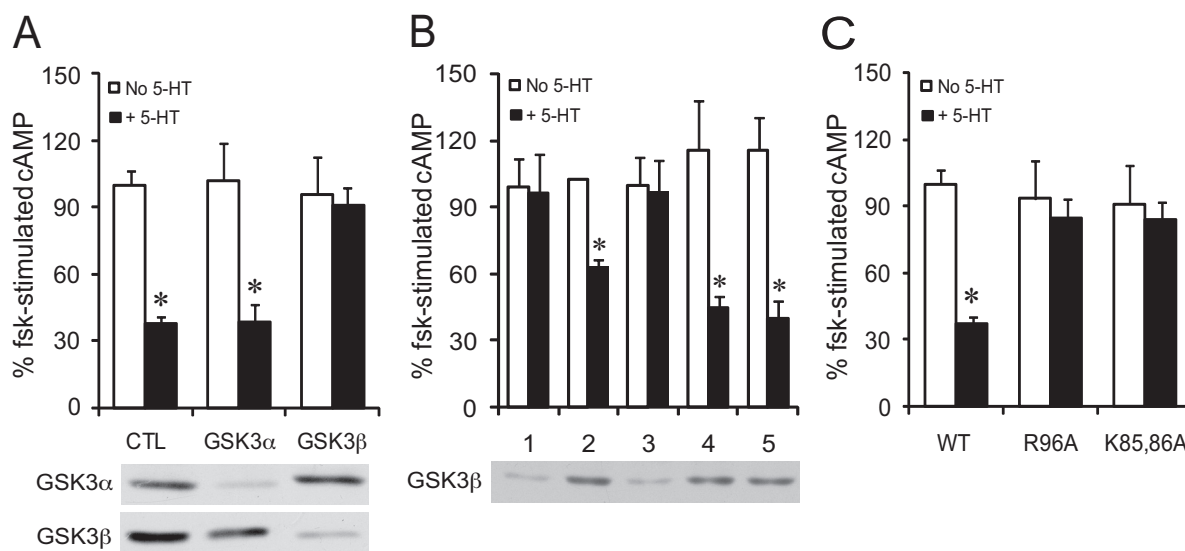 A
% fsk-stimulated cAMP
150
120
90
60
30
0
No 5-HT
+ 5-HT
*
*
CTL GSK3α GSK3β
GSK3α
GSK3β
B
% fsk-stimulated cAMP
150
120
90
60
30
0
No 5-HT
+ 5-HT
*
*
*
1 2 3 4 5
GSK3β
C
% fsk-stimulated cAMP
150
120
90
60
30
0
No 5-HT
+ 5-HT
*
WT R96A K85,86A